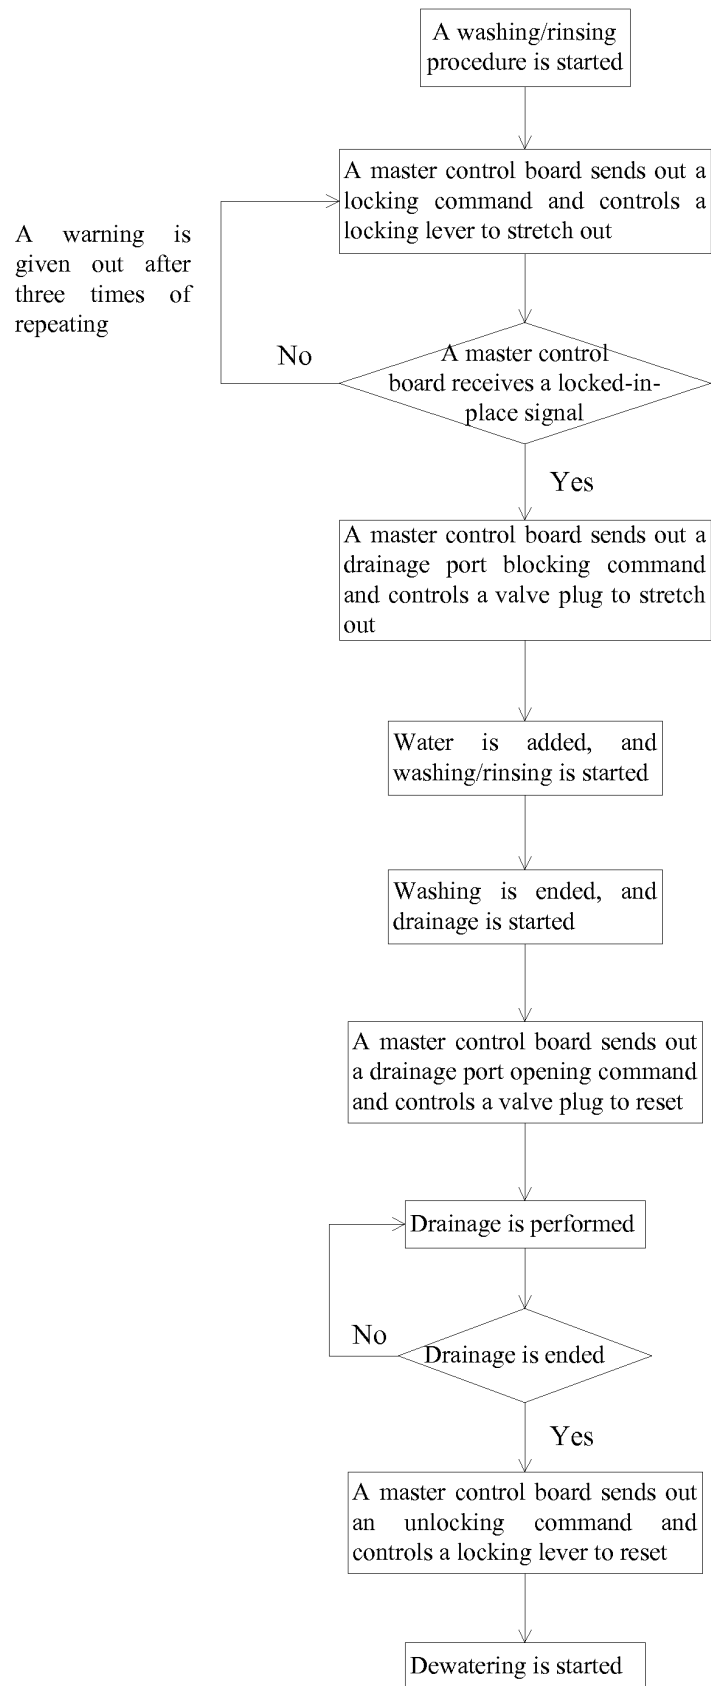 A washing/rinsing
procedure is started
A master control board sends out a
locking command and controls a
locking lever to stretch out
A warning is
given out after
three times of
repeating
No
A master control
board receives a locked-in-
place signal
Yes
A master control board sends out a
drainage port blocking command
and controls a valve plug to stretch
out
Water is added, and
washing/rinsing is started
Washing is ended, and
drainage is started
A master control board sends out
a drainage port opening command
and controls a valve plug to reset
Drainage is performed
No
Drainage is ended
Yes
A master control board sends out
an unlocking command and
controls a locking lever to reset
Dewatering is started